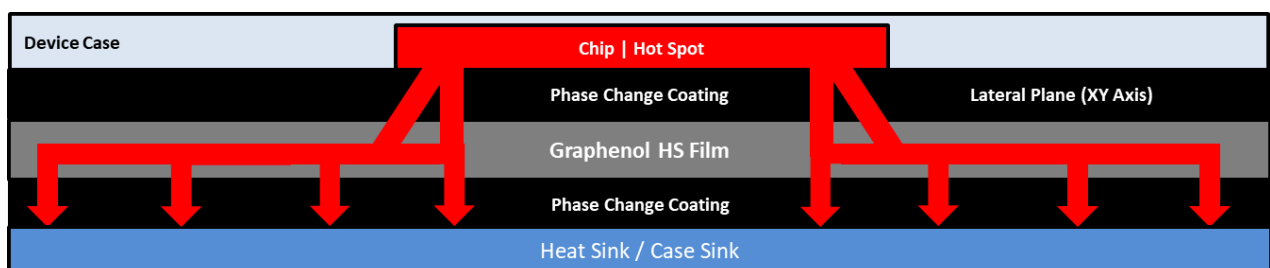 Device Case
Chip | Hot Spot
Phase Change Coating
Lateral Plane (XY Axis)
Graphenol HS Film
Phase Change Coating
Heat Sink / Case Sink